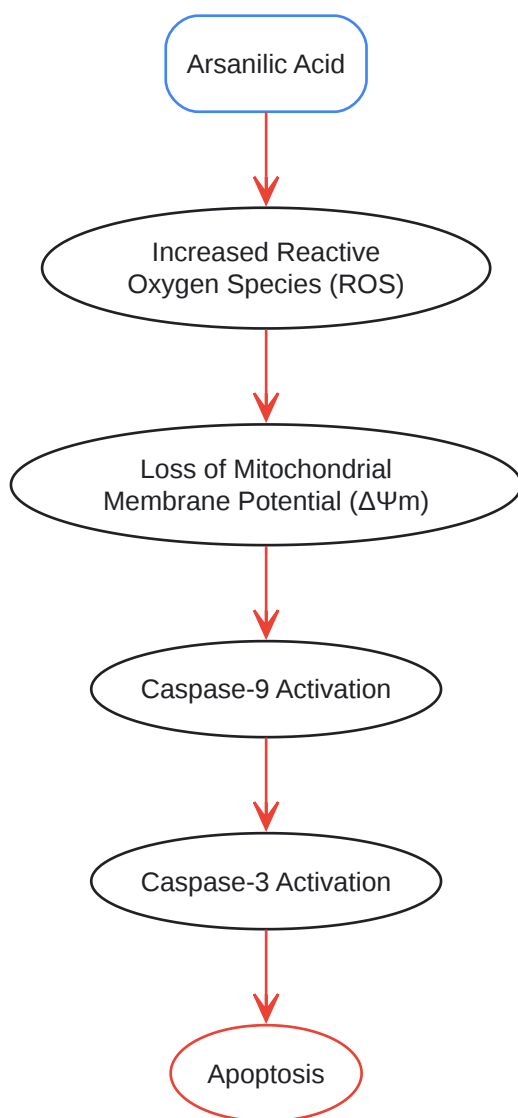 Arsanilic Acid
Increased Reactive
Oxygen Species (ROS)
Loss of Mitochondrial
Membrane Potential (ΔΨm)
Caspase-9 Activation
Caspase-3 Activation
Apoptosis